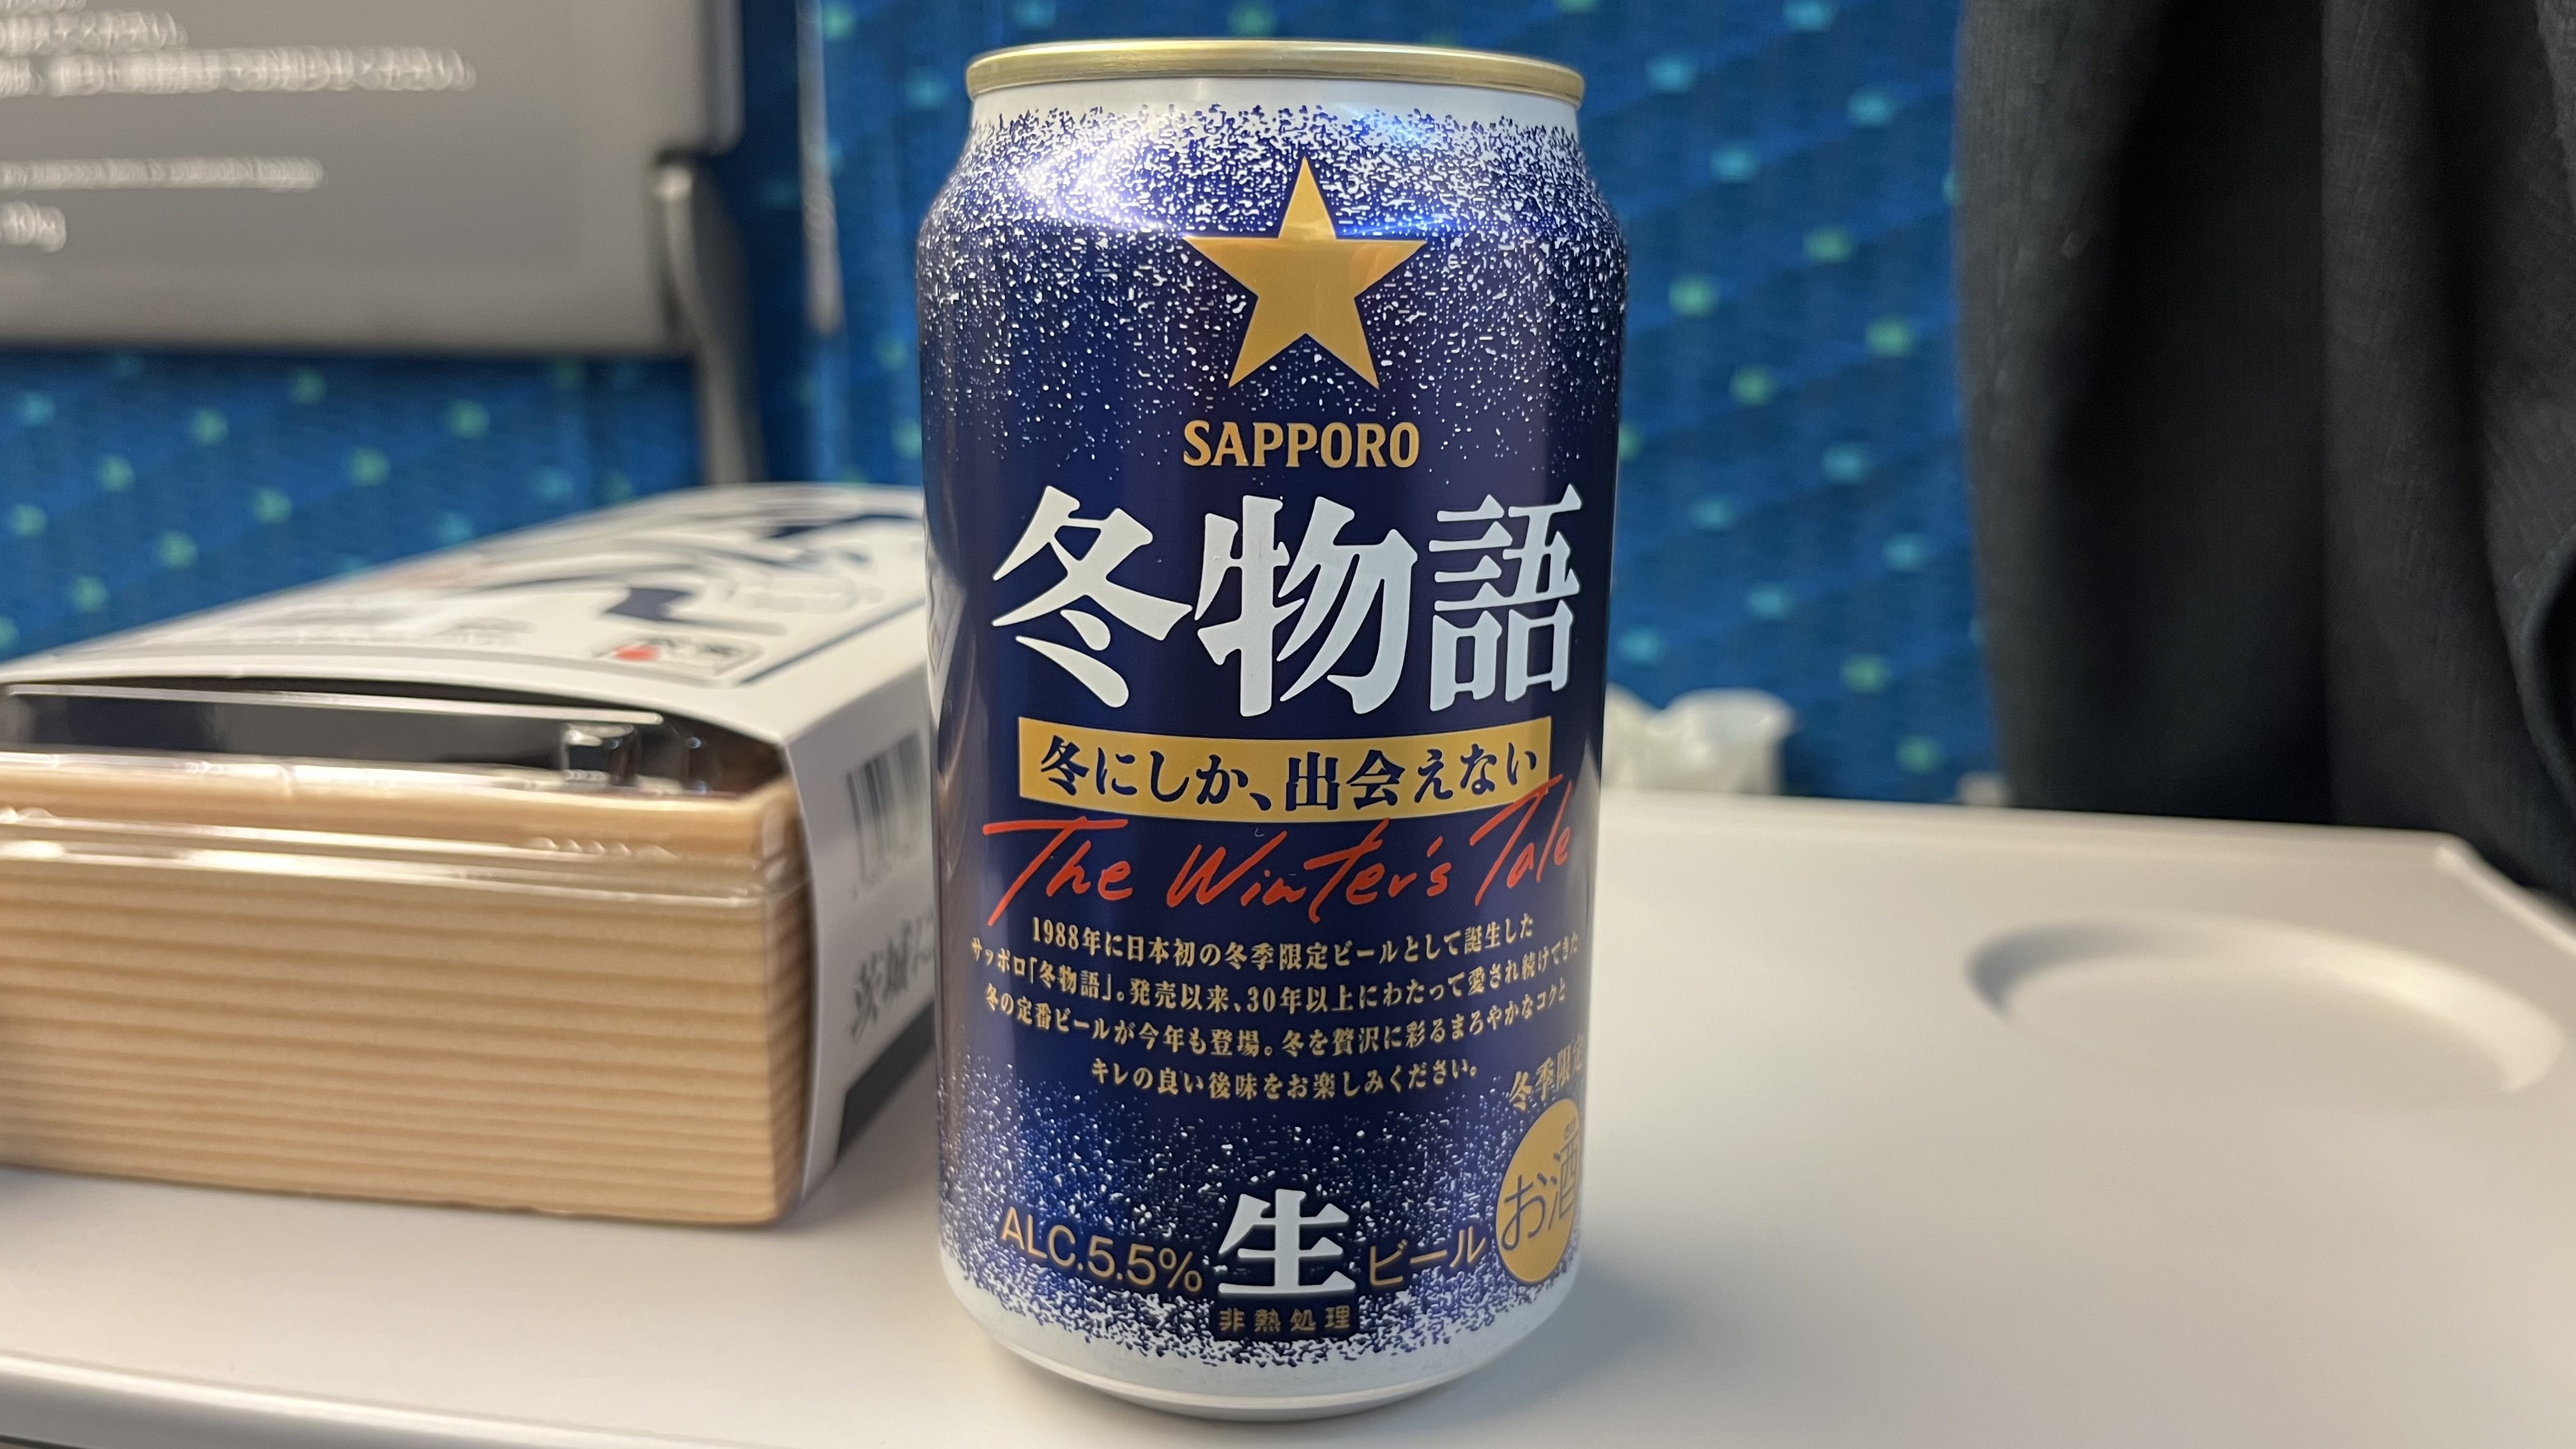 SAPPORO
冬物語
冬にしか、出会えない
The Winter's Tale
1988年に日本初の冬季限定ビールとして誕生した
サッポロ「冬物語」。発売以来、30年以上にわたって愛され続けてきた
冬の定番ビールが今年も登場。冬を贅沢に彩るまろやかなコクと
キレの良い後味をお楽しみください。
冬季限定
お酒
ALC.5.5% 生 ビール
非熱処理
茨城に